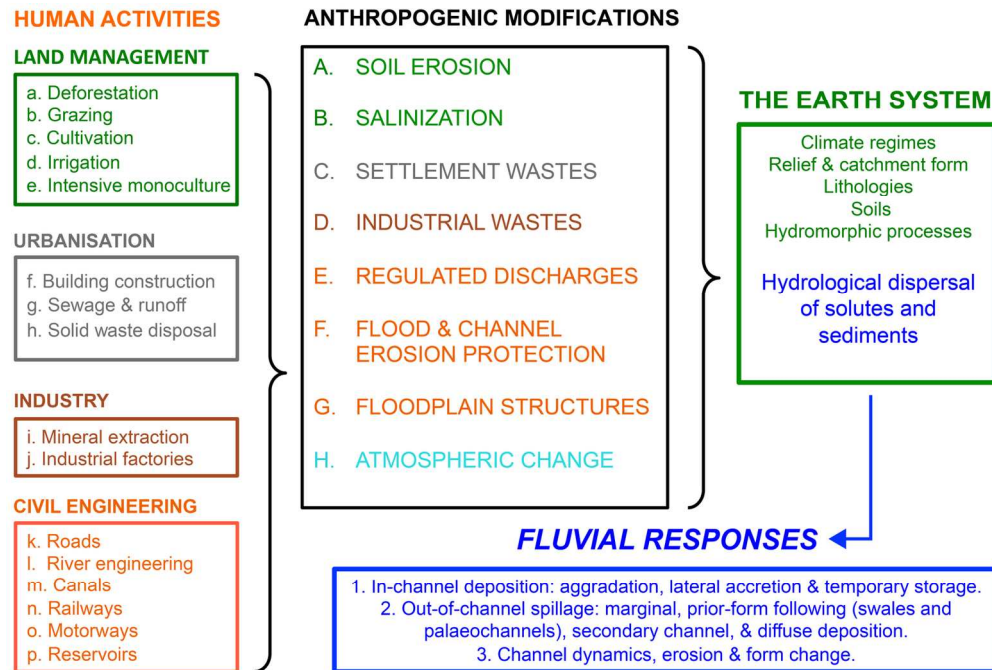 HUMAN ACTIVITIES
LAND MANAGEMENT
a. Deforestation
b. Grazing
c. Cultivation
d. Irrigation
e. Intensive monoculture
URBANISATION
f. Building construction
g. Sewage & runoff
h. Solid waste disposal
INDUSTRY
i. Mineral extraction
j. Industrial factories
CIVIL ENGINEERING
k. Roads
l. River engineering
m. Canals
n. Railways
o. Motorways
p. Reservoirs
ANTHROPOGENIC MODIFICATIONS
A. SOIL EROSION
B. SALINIZATION
C. SETTLEMENT WASTES
D. INDUSTRIAL WASTES
E. REGULATED DISCHARGES
F. FLOOD & CHANNEL
EROSION PROTECTION
G. FLOODPLAIN STRUCTURES
H. ATMOSPHERIC CHANGE
THE EARTH SYSTEM
Climate regimes
Relief & catchment form
Lithologies
Soils
Hydromorphic processes
Hydrological dispersal
of solutes and
sediments
FLUVIAL RESPONSES
1. In-channel deposition: aggradation, lateral accretion & temporary storage.
2. Out-of-channel spillage: marginal, prior-form following (swales and
palaeochannels), secondary channel, & diffuse deposition.
3. Channel dynamics, erosion & form change.